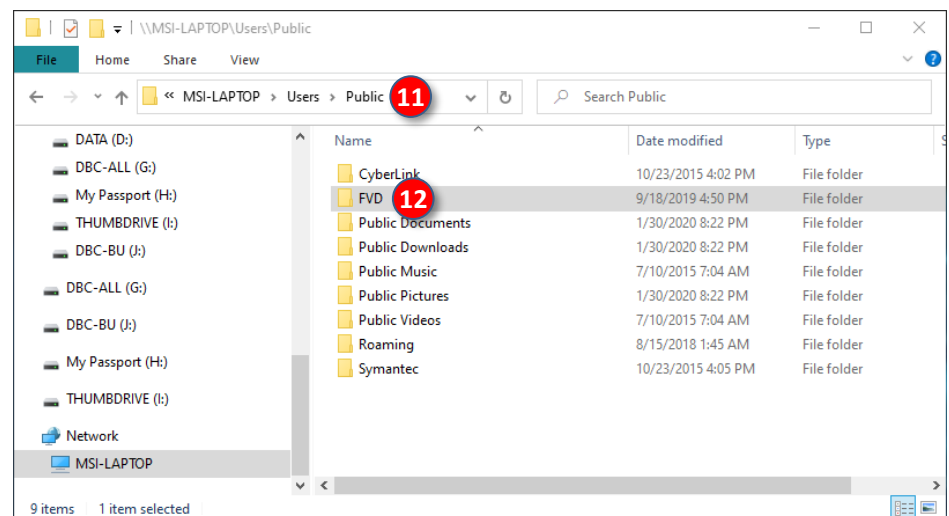 \\MSI-LAPTOP\Users\Public
File Home Share View
« MSI-LAPTOP > Users > Public 11 Search Public
DATA (D:)
DBC-ALL (G:)
My Passport (H:)
THUMBDRIVE (I:)
DBC-BU (J:)
DBC-ALL (G:)
DBC-BU (J:)
My Passport (H:)
THUMBDRIVE (I:)
Network
MSI-LAPTOP
Name Date modified Type S
CyberLink 10/23/2015 4:02 PM File folder
FVD 12 9/18/2019 4:50 PM File folder
Public Documents 1/30/2020 8:22 PM File folder
Public Downloads 1/30/2020 8:22 PM File folder
Public Music 7/10/2015 7:04 AM File folder
Public Pictures 1/30/2020 8:22 PM File folder
Public Videos 7/10/2015 7:04 AM File folder
Roaming 8/15/2018 1:45 AM File folder
Symantec 10/23/2015 4:05 PM File folder
9 items 1 item selected